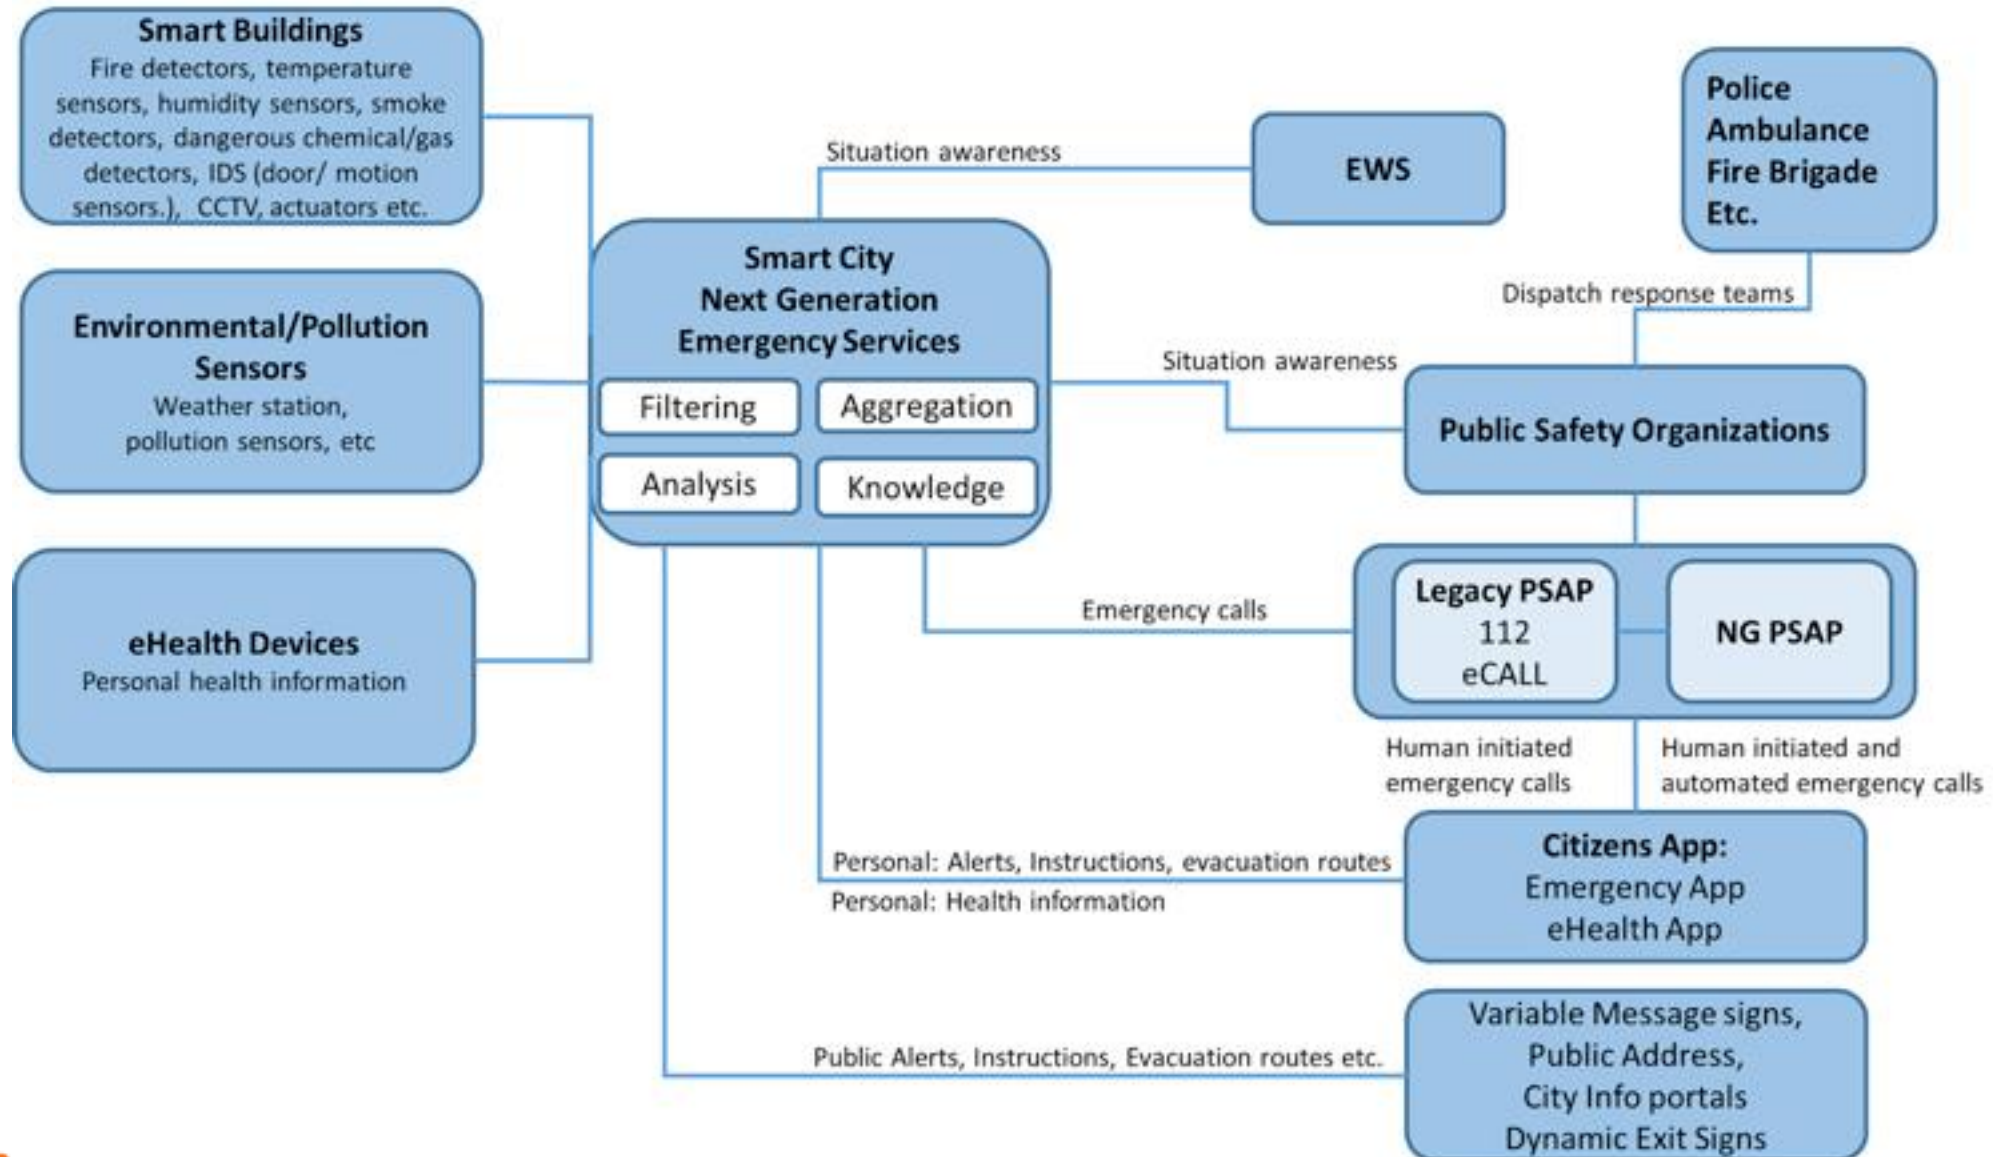 Smart Buildings
Fire detectors, temperature
sensors, humidity sensors, smoke
detectors, dangerous chemical/gas
detectors, IDS (door/ motion
sensors.), CCTV, actuators etc.
Environmental/Pollution
Sensors
Weather station,
pollution sensors, etc
eHealth Devices
Personal health information
Smart City
Next Generation
Emergency Services
Filtering
Aggregation
Analysis
Knowledge
Situation awareness
EWS
Police
Ambulance
Fire Brigade
Etc.
Dispatch response teams
Situation awareness
Public Safety Organizations
Emergency calls
Legacy PSAP
112
eCALL
NG PSAP
Human initiated
emergency calls
Human initiated and
automated emergency calls
Personal: Alerts, Instructions, evacuation routes
Personal: Health information
Citizens App:
Emergency App
eHealth App
Public Alerts, Instructions, Evacuation routes etc.
Variable Message signs,
Public Address,
City Info portals
Dynamic Exit Signs